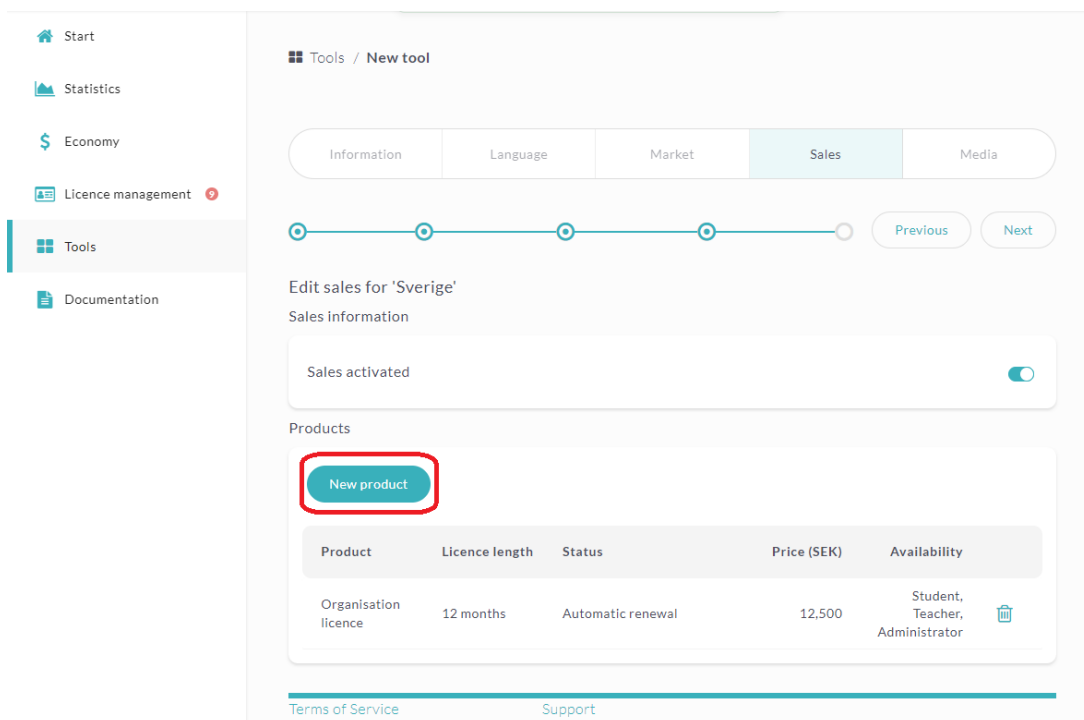 Start
Statistics
Economy
Licence management 9
Tools
Documentation
Tools / New tool
Information Language Market Sales Media
Previous Next
Edit sales for 'Sverige'
Sales information
Sales activated
Products
New product
Product Licence length Status Price (SEK) Availability
Organisation
licence
12 months Automatic renewal 12,500
Student,
Teacher,
Administrator
Terms of Service Support